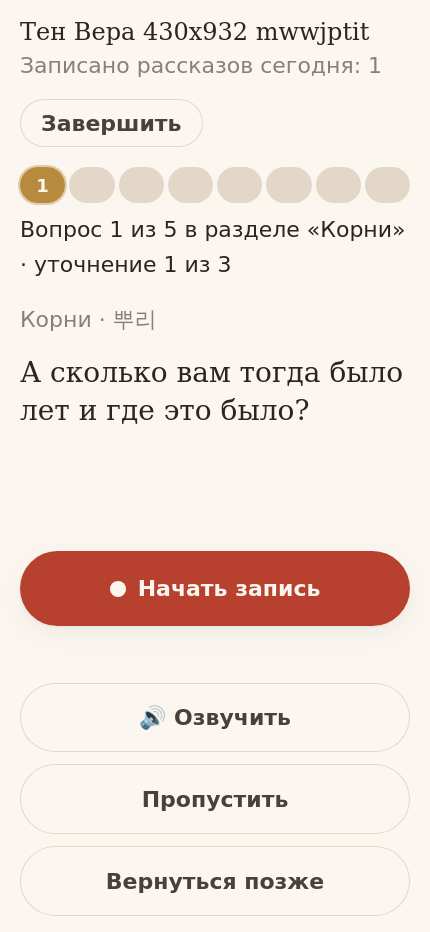 Тен Вера 430x932 mwwjptit
Записано рассказов сегодня: 1
Завершить
1
Вопрос 1 из 5 в разделе «Корни»
· уточнение 1 из 3
Корни · 뿌리
А сколько вам тогда было
лет и где это было?
Начать запись
🔊 Озвучить
Пропустить
Вернуться позже